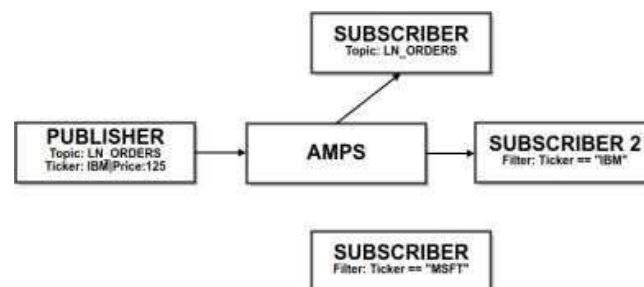 SUBSCRIBER
Topic: LN_ORDERS
PUBLISHER
Topic: LN_ORDERS
Ticker: IBM|Price:125
AMPS
SUBSCRIBER 2
Filter: Ticker == "IBM"
SUBSCRIBER
Filter: Ticker == "MSFT"